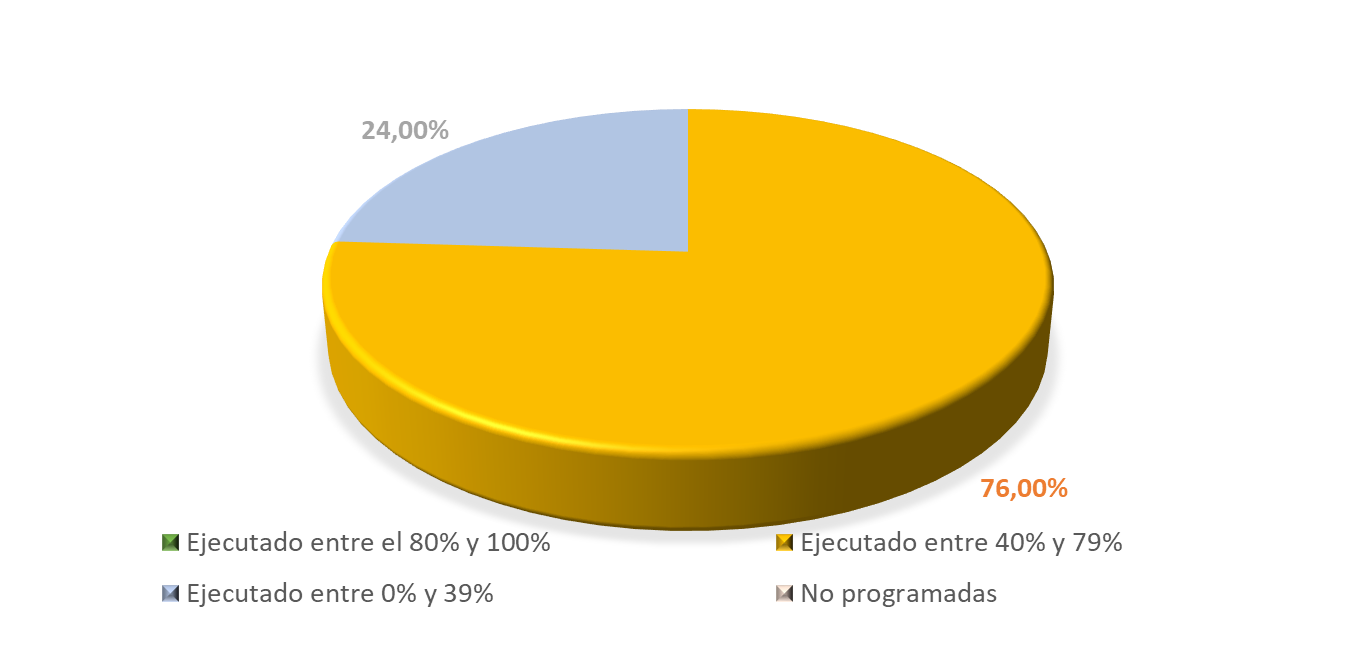 24,00%
76,00%
Ejecutado entre el 80% y 100%
Ejecutado entre 40% y 79%
Ejecutado entre 0% y 39%
No programadas